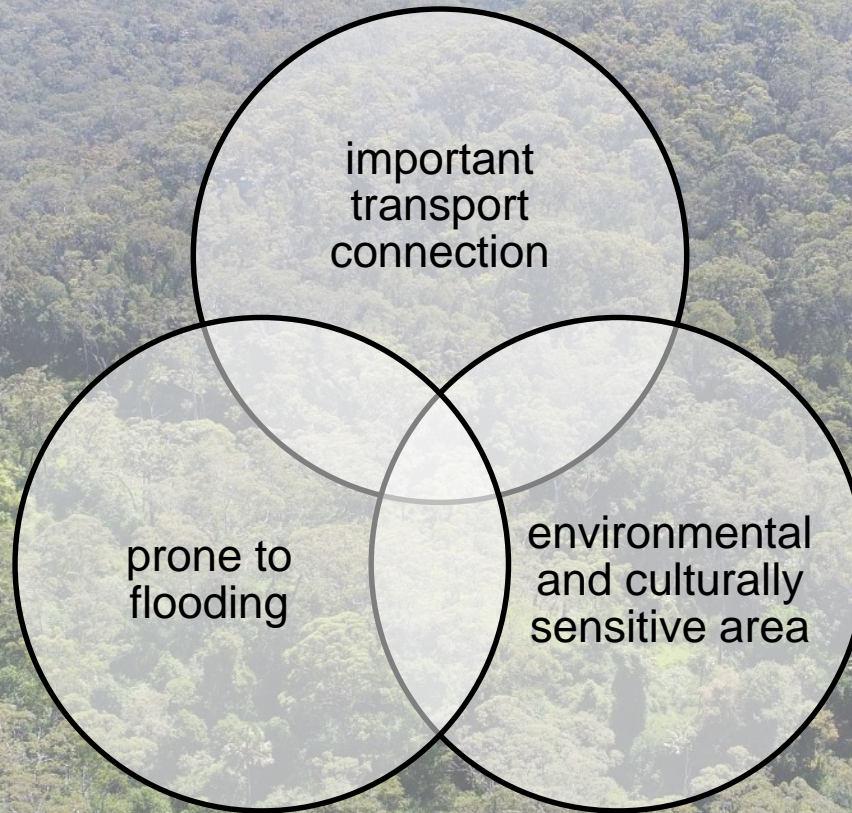 important
transport
connection
prone to
flooding
environmental
and culturally
sensitive area